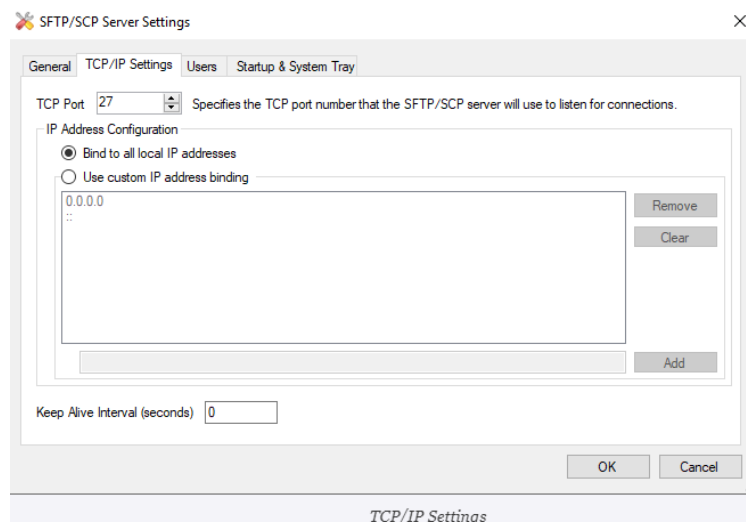 SFTP/SCP Server Settings
General TCP/IP Settings Users Startup & System Tray
TCP Port 27 Specifies the TCP port number that the SFTP/SCP server will use to listen for connections.
IP Address Configuration
Bind to all local IP addresses
Use custom IP address binding
0.0.0.0
::
Remove
Clear
Add
Keep Alive Interval (seconds) 0
OK Cancel
TCP/IP Settings